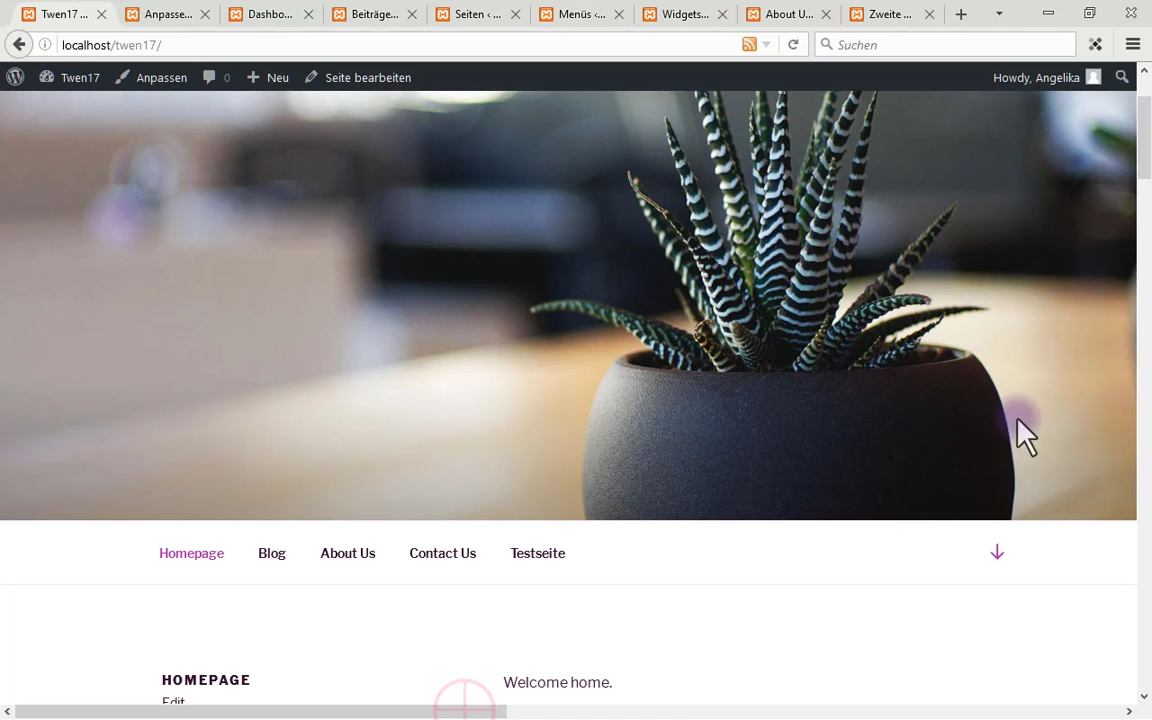 Twen17 ... Anpasse... Dashbo... Beiträge... Seiten ‹ ... Menüs ‹... Widgets... About U... Zweite ...
localhost/twen17/ Suchen
Twen17 Anpassen 0 Neu Seite bearbeiten Howdy, Angelika
Homepage Blog About Us Contact Us Testseite
HOMEPAGE Welcome home.
Edit